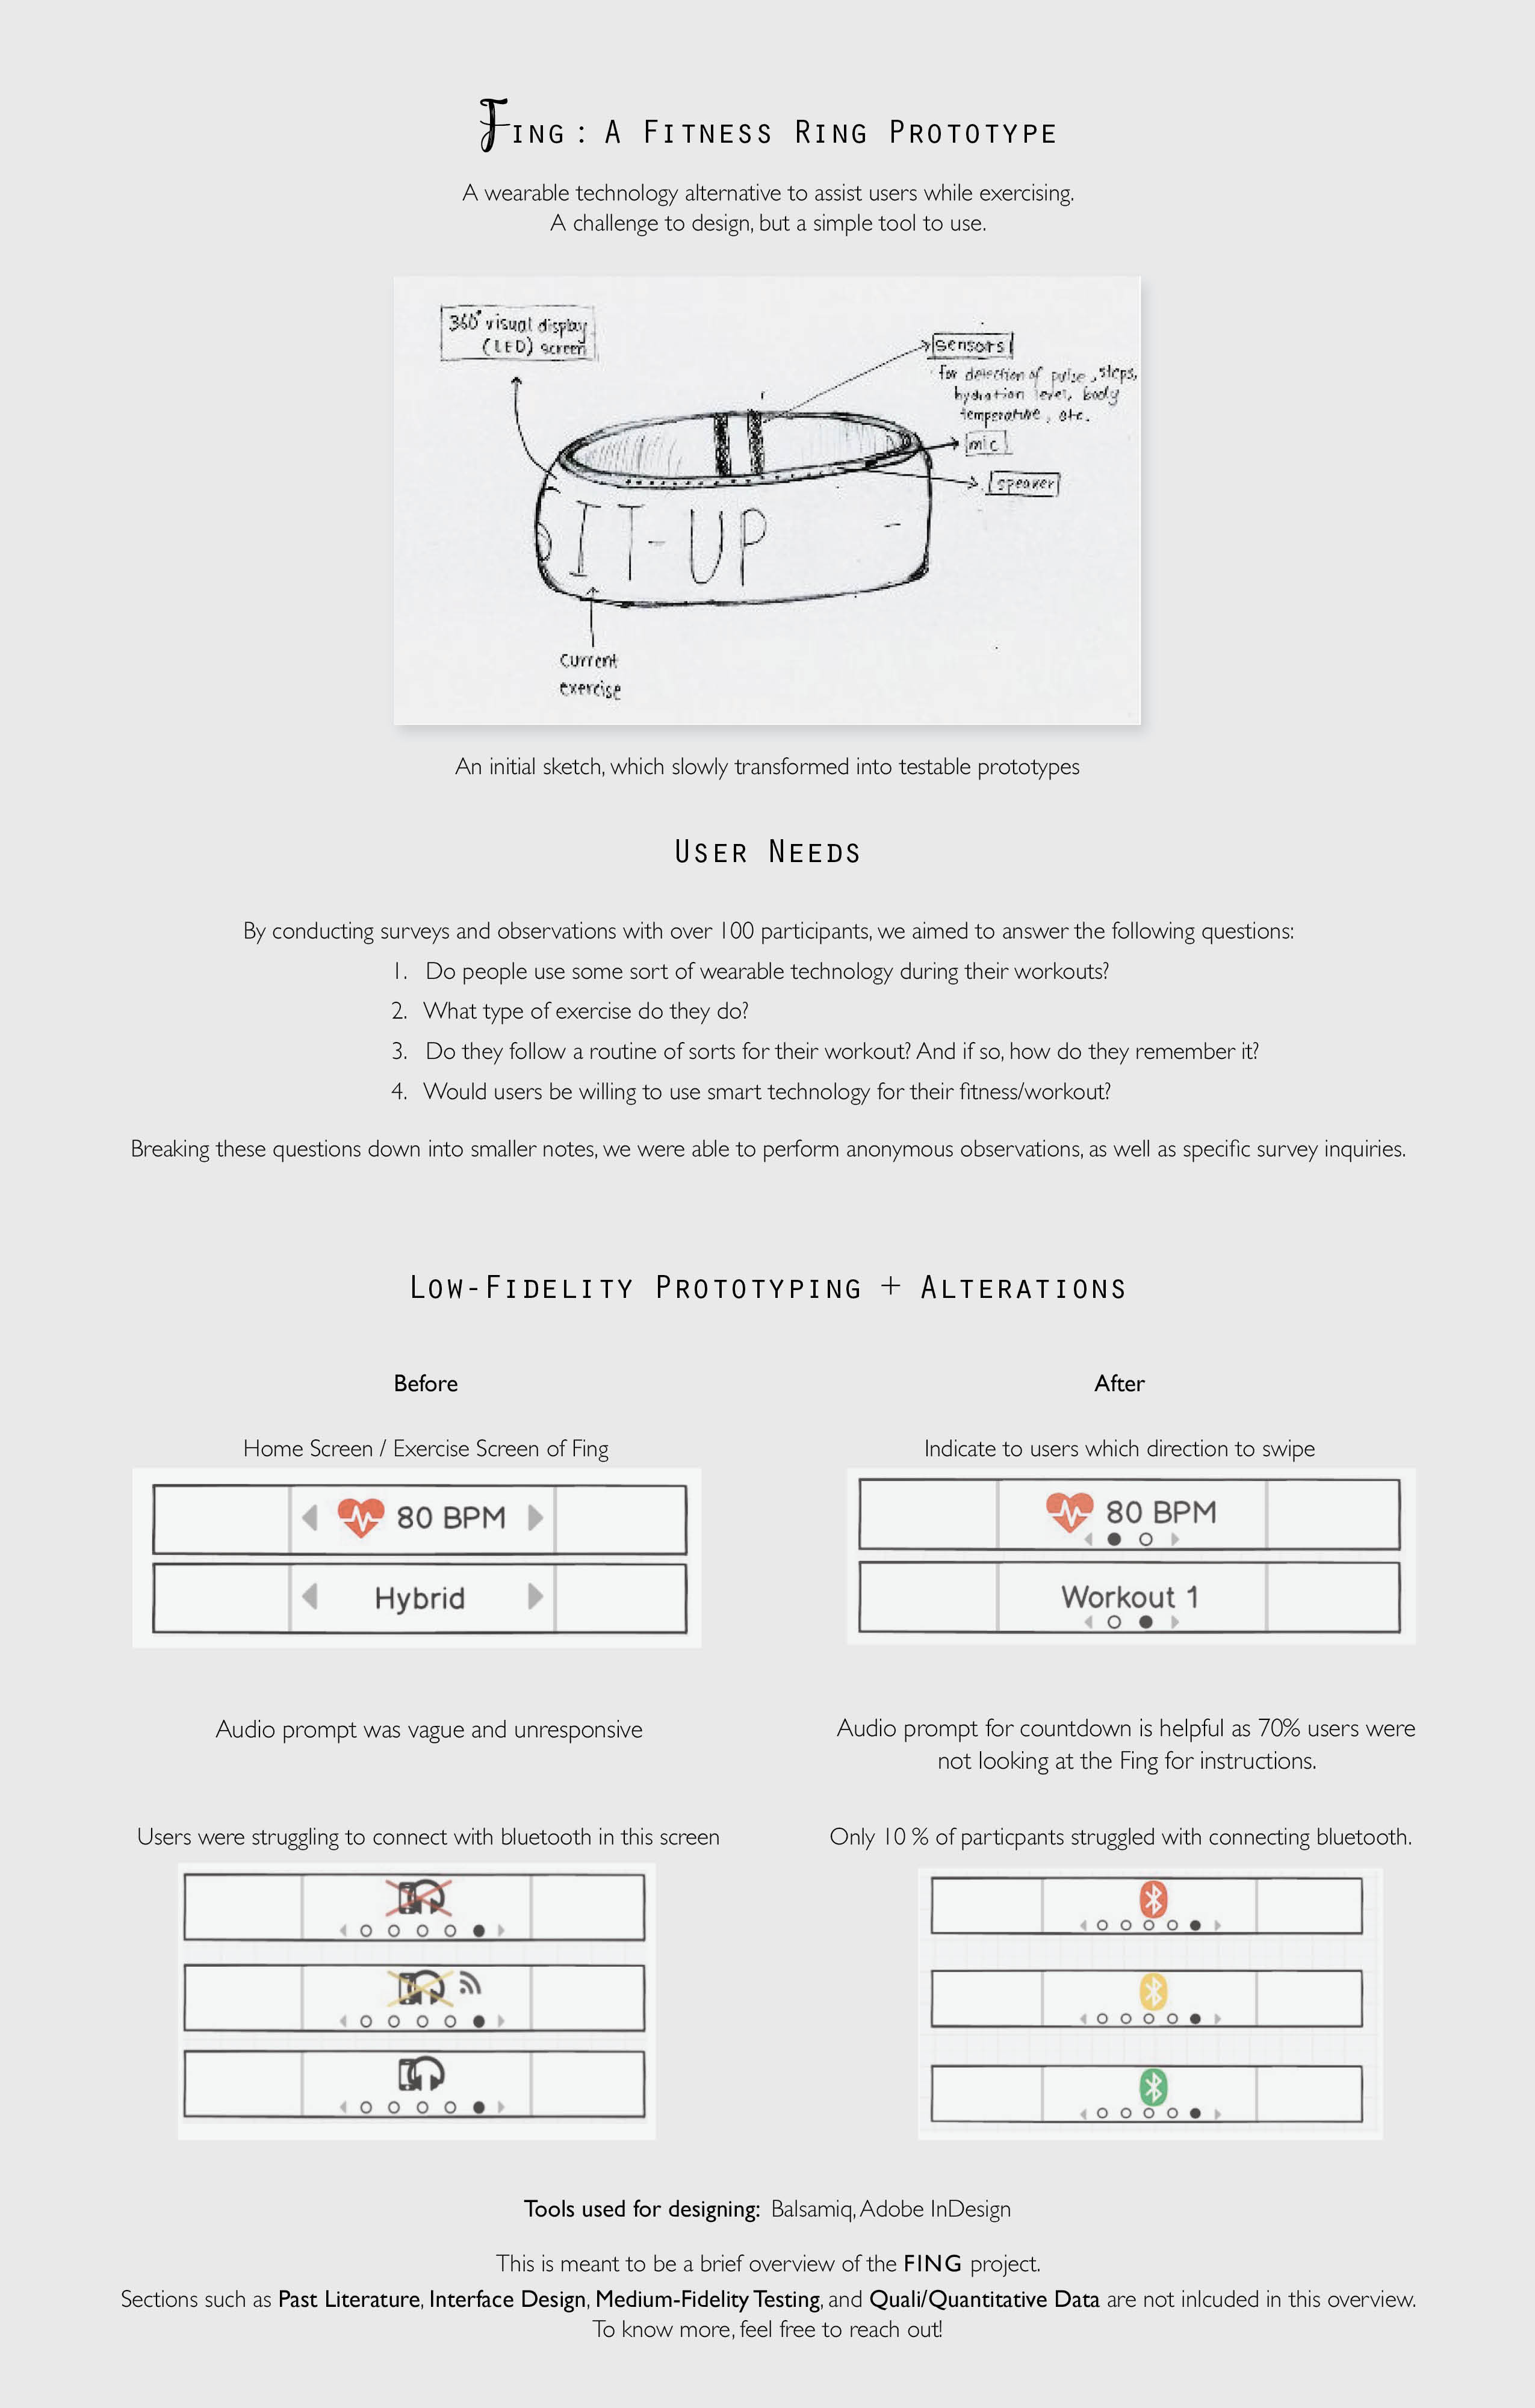 Fing : A Fitness Ring Prototype
A wearable technology alternative to assist users while exercising.
A challenge to design, but a simple tool to use.
360° visual display
(LED) screen
sensors
for detection of pulse, steps,
hydration level, body
temperature, etc.
mic
speaker
IT-UP
current
exercise
An initial sketch, which slowly transformed into testable prototypes
User Needs
By conducting surveys and observations with over 100 participants, we aimed to answer the following questions:
1. Do people use some sort of wearable technology during their workouts?
2. What type of exercise do they do?
3. Do they follow a routine of sorts for their workout? And if so, how do they remember it?
4. Would users be willing to use smart technology for their fitness/workout?
Breaking these questions down into smaller notes, we were able to perform anonymous observations, as well as specific survey inquiries.
Low-Fidelity Prototyping + Alterations
Before
Home Screen / Exercise Screen of Fing
80 BPM
Hybrid
After
Indicate to users which direction to swipe
80 BPM
Workout 1
Audio prompt was vague and unresponsive
Audio prompt for countdown is helpful as 70% users were
not looking at the Fing for instructions.
Users were struggling to connect with bluetooth in this screen
Only 10 % of particpants struggled with connecting bluetooth.
Tools used for designing: Balsamiq, Adobe InDesign
This is meant to be a brief overview of the FING project.
Sections such as Past Literature, Interface Design, Medium-Fidelity Testing, and Quali/Quantitative Data are not inlcuded in this overview.
To know more, feel free to reach out!